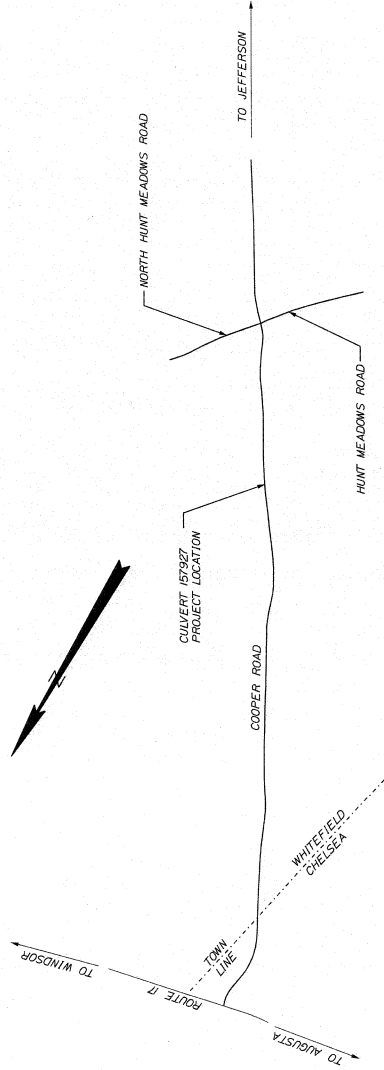 TO JEFFERSON
NORTH HUNT MEADOWS ROAD
HUNT MEADOWS ROAD
CULVERT 157927
PROJECT LOCATION
N
COOPER ROAD
WHITEFIELD
CHELSEA
TOWN
LINE
TO WINDSOR
ROUTE 17
TO AUGUSTA